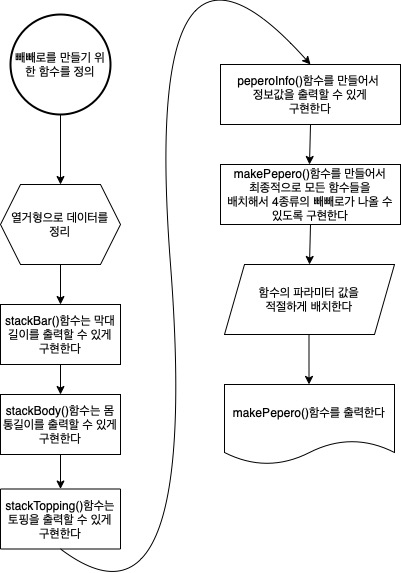 빼빼로를 만들기 위
한 함수를 정의
열거형으로 데이터를
정리
stackBar()함수는 막대
길이를 출력할 수 있게
구현한다
stackBody()함수는 몸
통길이를 출력할 수 있게
구현한다
stackTopping()함수는
토핑을 출력할 수 있게
구현한다
peperoInfo()함수를 만들어서
정보값을 출력할 수 있게
구현한다
makePepero()함수를 만들어서
최종적으로 모든 함수들을
배치해서 4종류의 빼빼로가 나올 수
있도록 구현한다
함수의 파라미터 값을
적절하게 배치한다
makePepero()함수를 출력한다